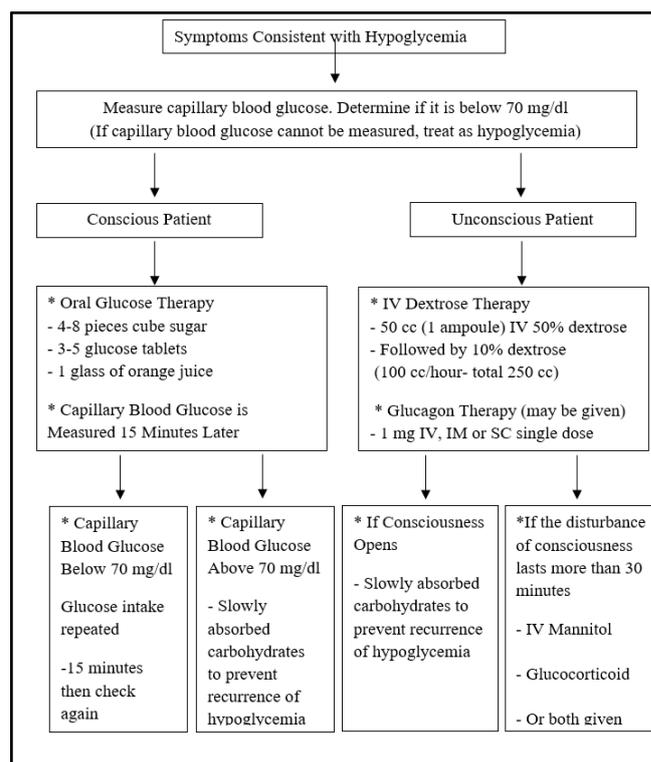 Symptoms Consistent with Hypoglycemia
Measure capillary blood glucose. Determine if it is below 70 mg/dl
(If capillary blood glucose cannot be measured, treat as hypoglycemia)
Conscious Patient
Unconscious Patient
* Oral Glucose Therapy
- 4-8 pieces cube sugar
- 3-5 glucose tablets
- 1 glass of orange juice
* Capillary Blood Glucose is
Measured 15 Minutes Later
* IV Dextrose Therapy
- 50 cc (1 ampoule) IV 50% dextrose
- Followed by 10% dextrose
(100 cc/hour- total 250 cc)
* Glucagon Therapy (may be given)
- 1 mg IV, IM or SC single dose
* Capillary
Blood Glucose
Below 70 mg/dl
Glucose intake
repeated
-15 minutes
then check
again
* Capillary
Blood Glucose
Above 70 mg/dl
- Slowly
absorbed
carbohydrates
to prevent
recurrence of
hypoglycemia
* If Consciousness
Opens
- Slowly absorbed
carbohydrates to
prevent recurrence
of hypoglycemia
*If the disturbance
of consciousness
lasts more than 30
minutes
- IV Mannitol
- Glucocorticoid
- Or both given